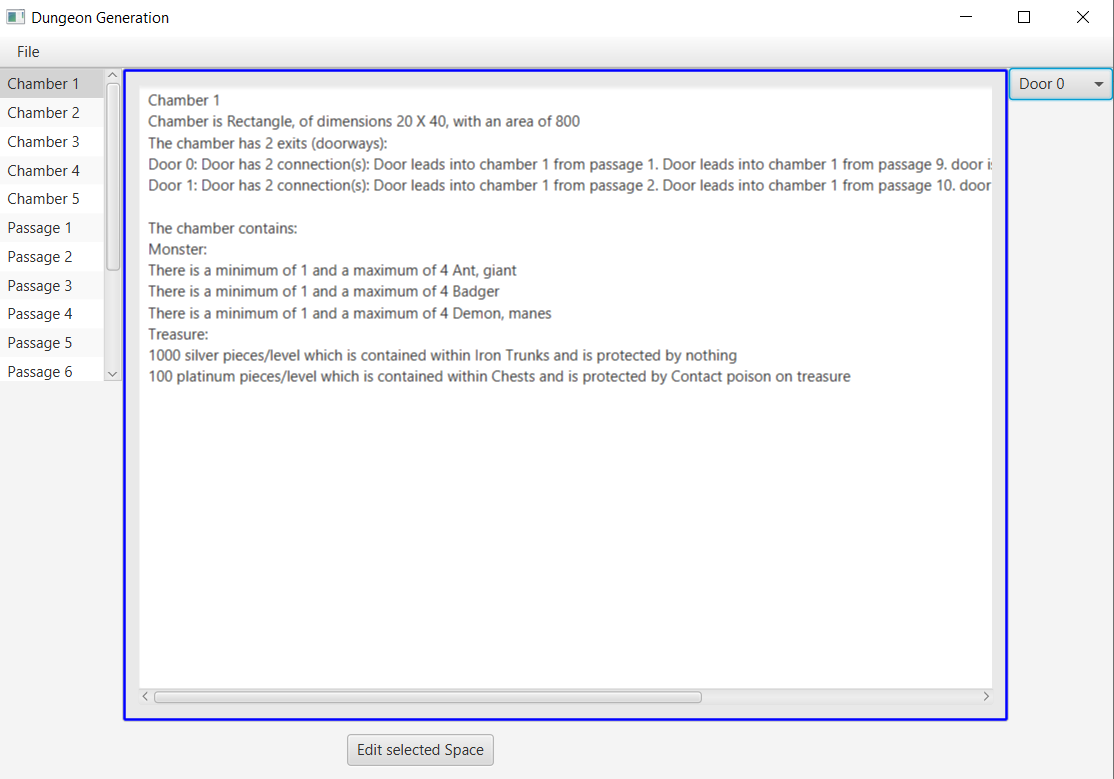 Dungeon Generation
File
Chamber 1
Chamber 2
Chamber 3
Chamber 4
Chamber 5
Passage 1
Passage 2
Passage 3
Passage 4
Passage 5
Passage 6
Chamber 1
Chamber is Rectangle, of dimensions 20 X 40, with an area of 800
The chamber has 2 exits (doorways):
Door 0: Door has 2 connection(s): Door leads into chamber 1 from passage 1. Door leads into chamber 1 from passage 9. door is
Door 1: Door has 2 connection(s): Door leads into chamber 1 from passage 2. Door leads into chamber 1 from passage 10. door
The chamber contains:
Monster:
There is a minimum of 1 and a maximum of 4 Ant, giant
There is a minimum of 1 and a maximum of 4 Badger
There is a minimum of 1 and a maximum of 4 Demon, manes
Treasure:
1000 silver pieces/level which is contained within Iron Trunks and is protected by nothing
100 platinum pieces/level which is contained within Chests and is protected by Contact poison on treasure
Door 0
Edit selected Space